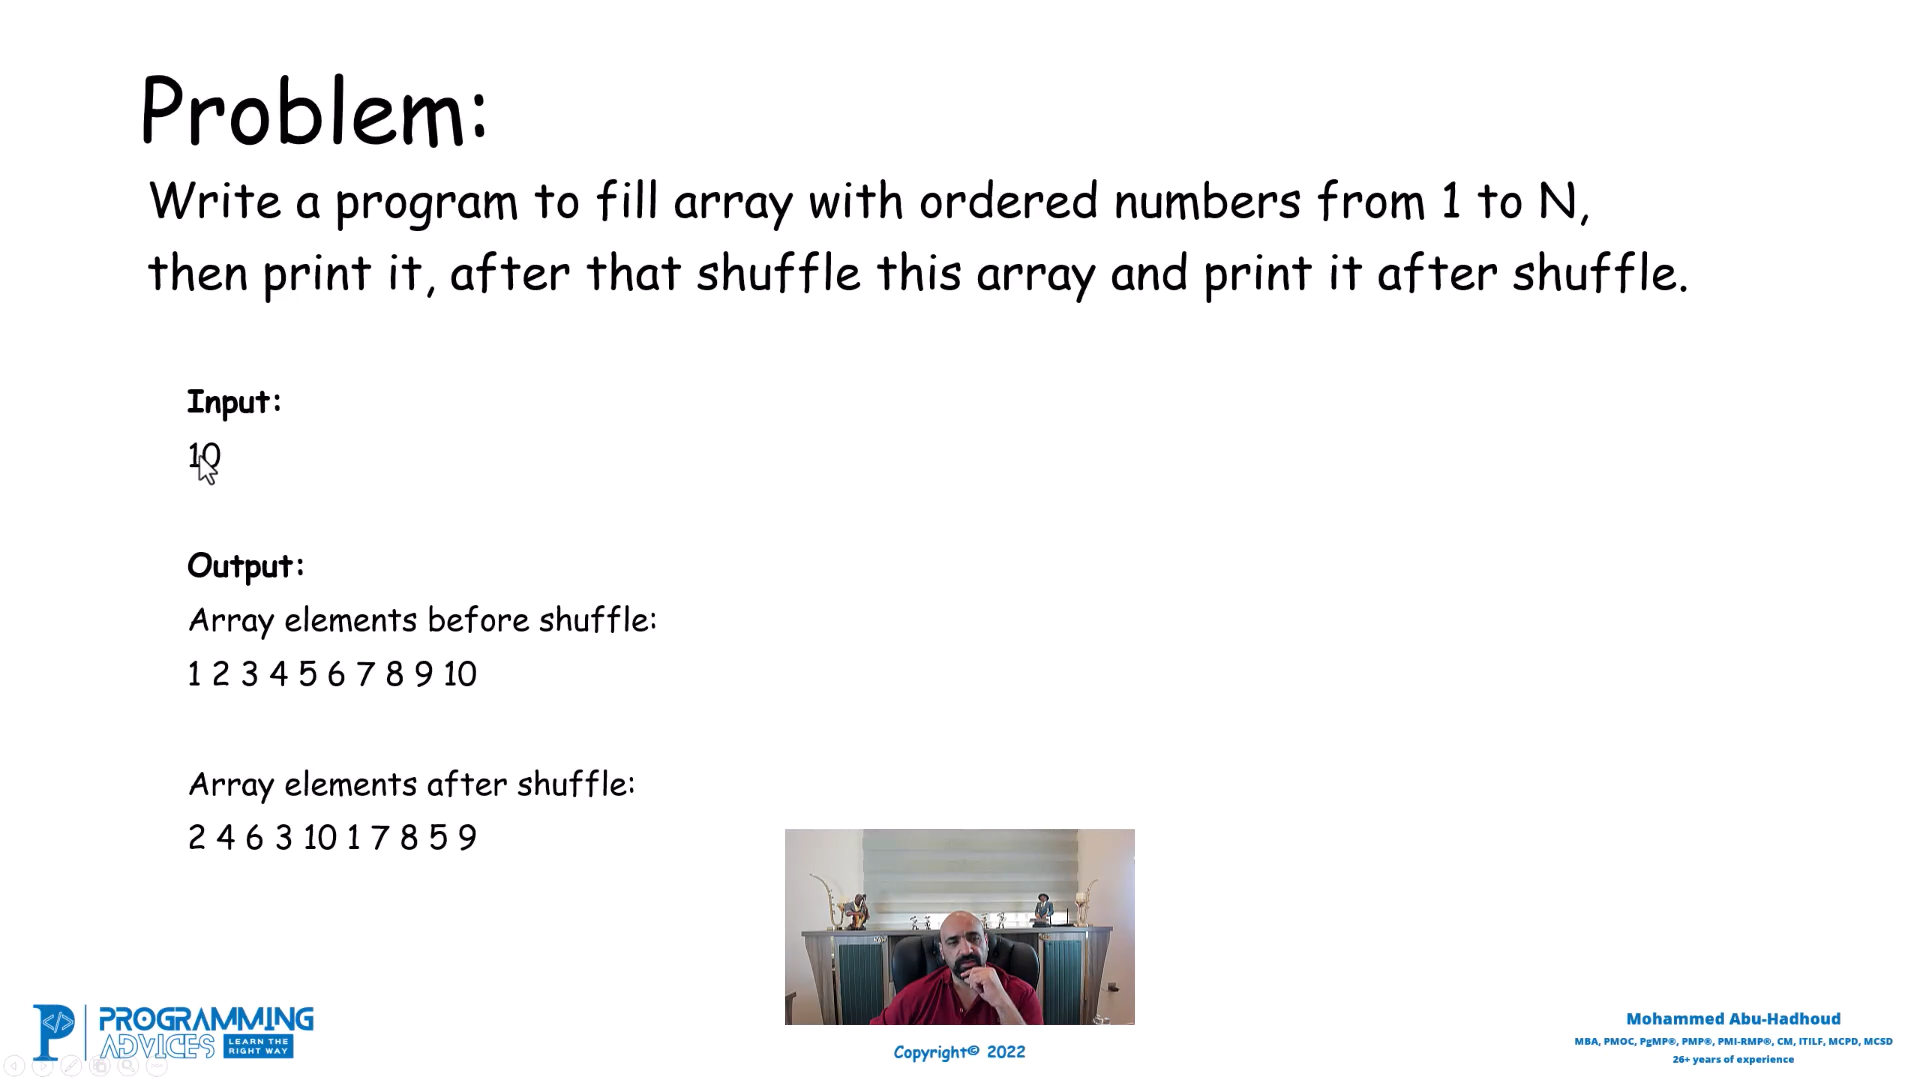 Problem:
Write a program to fill array with ordered numbers from 1 to N,
then print it, after that shuffle this array and print it after shuffle.
Input:
10
Output:
Array elements before shuffle:
1 2 3 4 5 6 7 8 9 10
Array elements after shuffle:
2 4 6 3 10 1 7 8 5 9
PROGRAMMING
ADVICES LEARN THE
RIGHT WAY
Copyright© 2022
Mohammed Abu-Hadhoud
MBA, PMOC, PgMP®, PMP®, PMI-RMP®, CM, ITILF, MCPD, MCSD
26+ years of experience